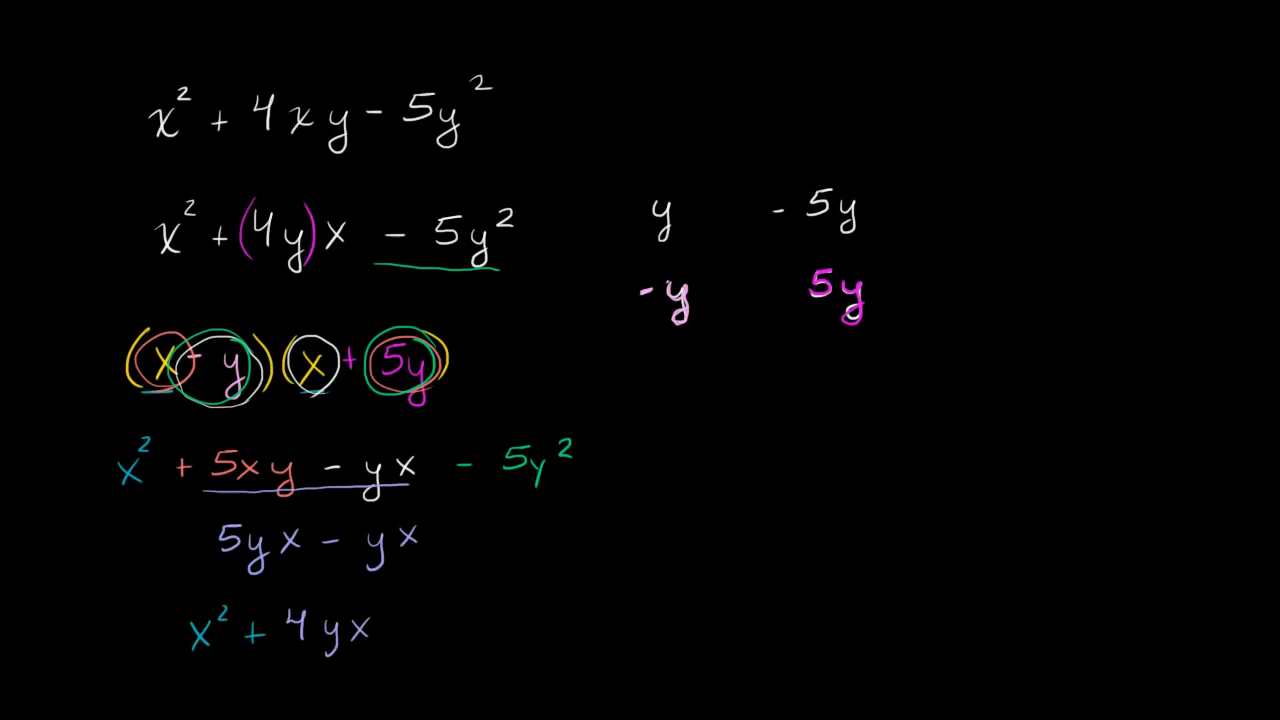 x² + 4xy - 5y²
x² + (4y)x - 5y²
y - 5y
-y 5y
(x - y)(x + 5y)
x² + 5xy - yx - 5y²
5yx - yx
x² + 4yx